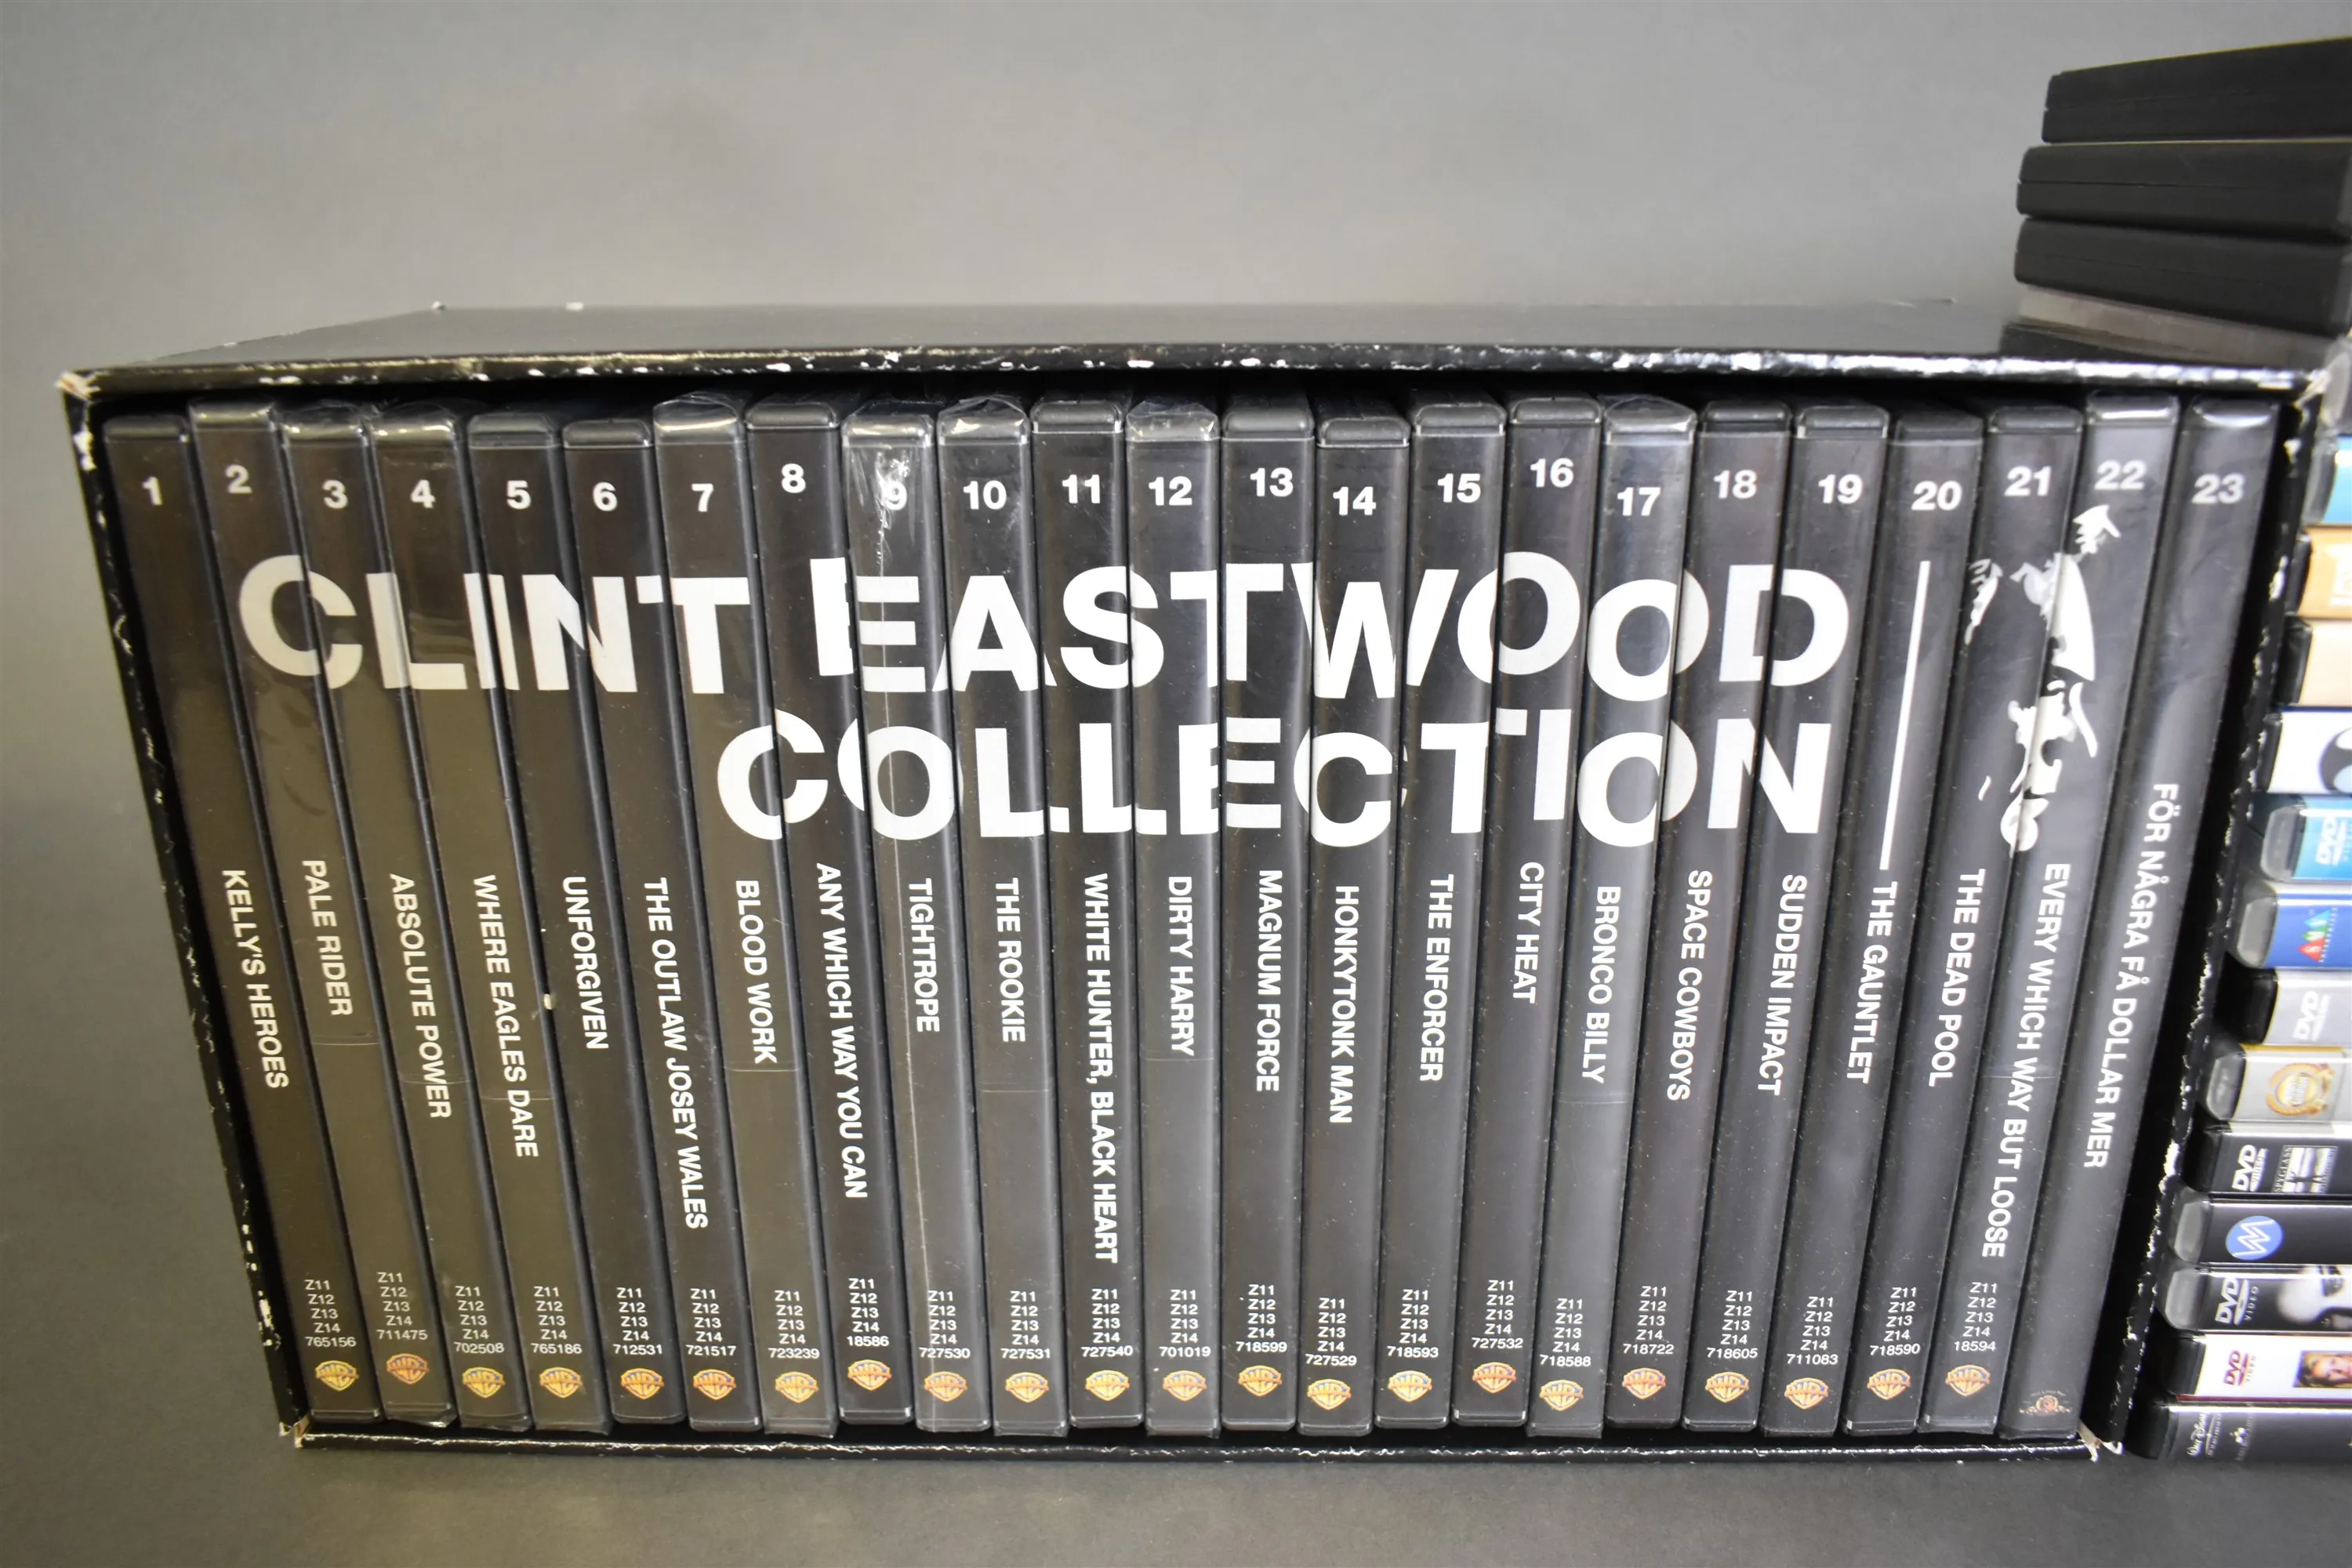 1 2 3 4 5 6 7 8 9 10 11 12 13 14 15 16 17 18 19 20 21 22 23
CLINT EASTWOOD
COLLECTION
KELLY'S HEROES
PALE RIDER
ABSOLUTE POWER
WHERE EAGLES DARE
UNFORGIVEN
THE OUTLAW JOSEY WALES
BLOOD WORK
ANY WHICH WAY YOU CAN
TIGHTROPE
THE ROOKIE
WHITE HUNTER, BLACK HEART
DIRTY HARRY
MAGNUM FORCE
HONKYTONK MAN
THE ENFORCER
CITY HEAT
BRONCO BILLY
SPACE COWBOYS
SUDDEN IMPACT
THE GAUNTLET
THE DEAD POOL
EVERY WHICH WAY BUT LOOSE
FÖR NÅGRA FÅ DOLLAR MER
Z11 Z11 Z11 Z11 Z11 Z11 Z11 Z11 Z11 Z11 Z11 Z11 Z11 Z11 Z11 Z11 Z11 Z11 Z11 Z11 Z11 Z11
Z12 Z12 Z12 Z12 Z12 Z12 Z12 Z12 Z12 Z12 Z12 Z12 Z12 Z12 Z12 Z12 Z12 Z12 Z12 Z12 Z12 Z12
Z13 Z13 Z13 Z13 Z13 Z13 Z13 Z13 Z13 Z13 Z13 Z13 Z13 Z13 Z13 Z13 Z13 Z13 Z13 Z13 Z13 Z13
Z14 Z14 Z14 Z14 Z14 Z14 Z14 Z14 Z14 Z14 Z14 Z14 Z14 Z14 Z14 Z14 Z14 Z14 Z14 Z14 Z14 Z14
765156 711475 702508 765186 712531 721517 723239 18586 727530 727531 727540 701019 718599 727529 718593 727532 718588 718722 718605 711083 718590 18594
DVD
DVD
DVD
DVD
VIDEO
DVD